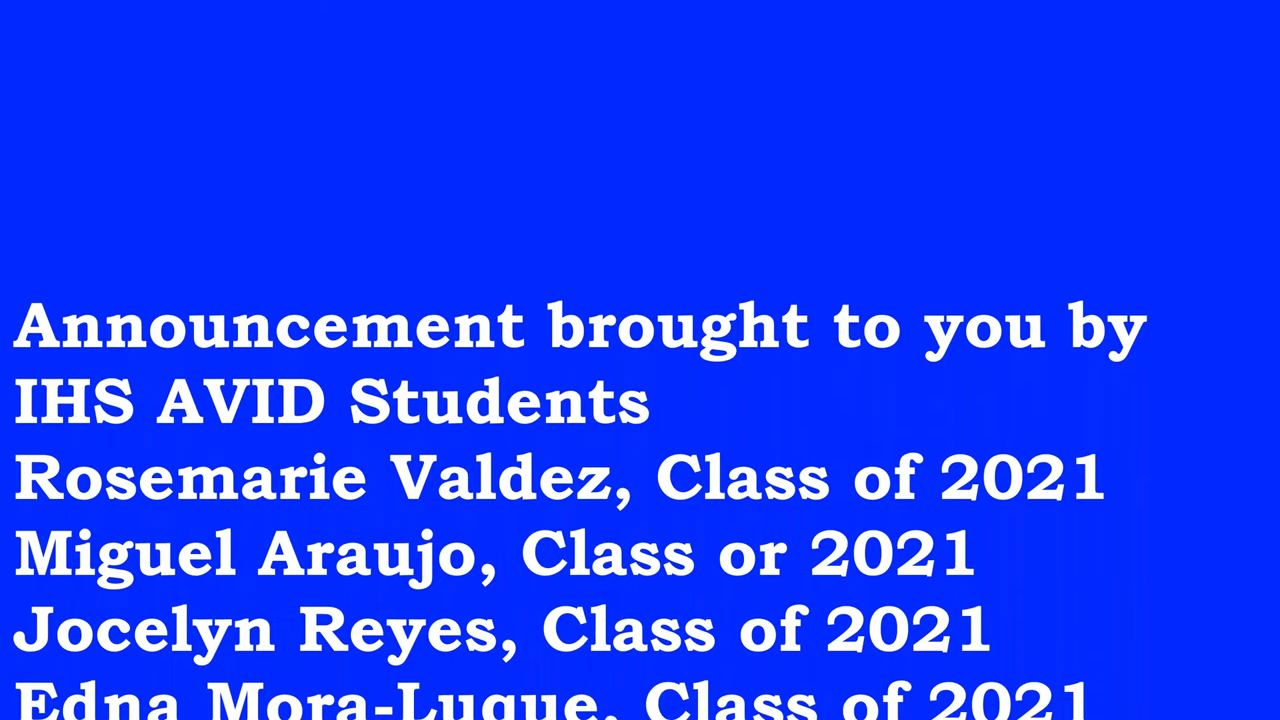 Announcement brought to you by
IHS AVID Students
Rosemarie Valdez, Class of 2021
Miguel Araujo, Class or 2021
Jocelyn Reyes, Class of 2021
Edna Mora-Luque, Class of 2021